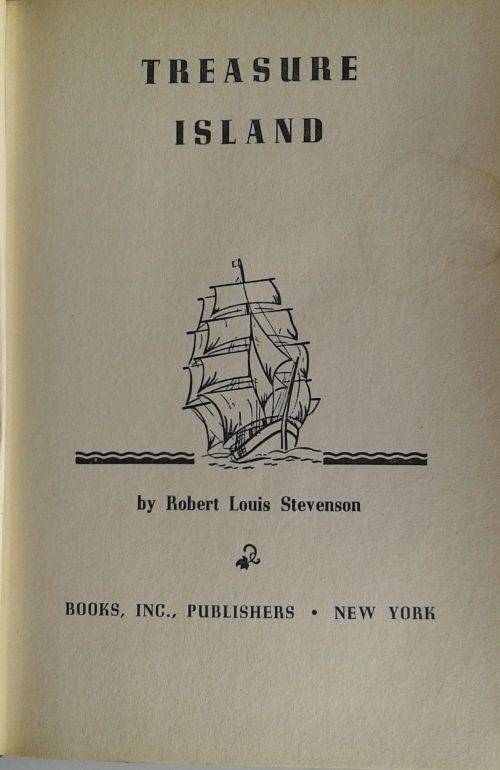 TREASURE
ISLAND
by Robert Louis Stevenson
BOOKS, INC., PUBLISHERS • NEW YORK